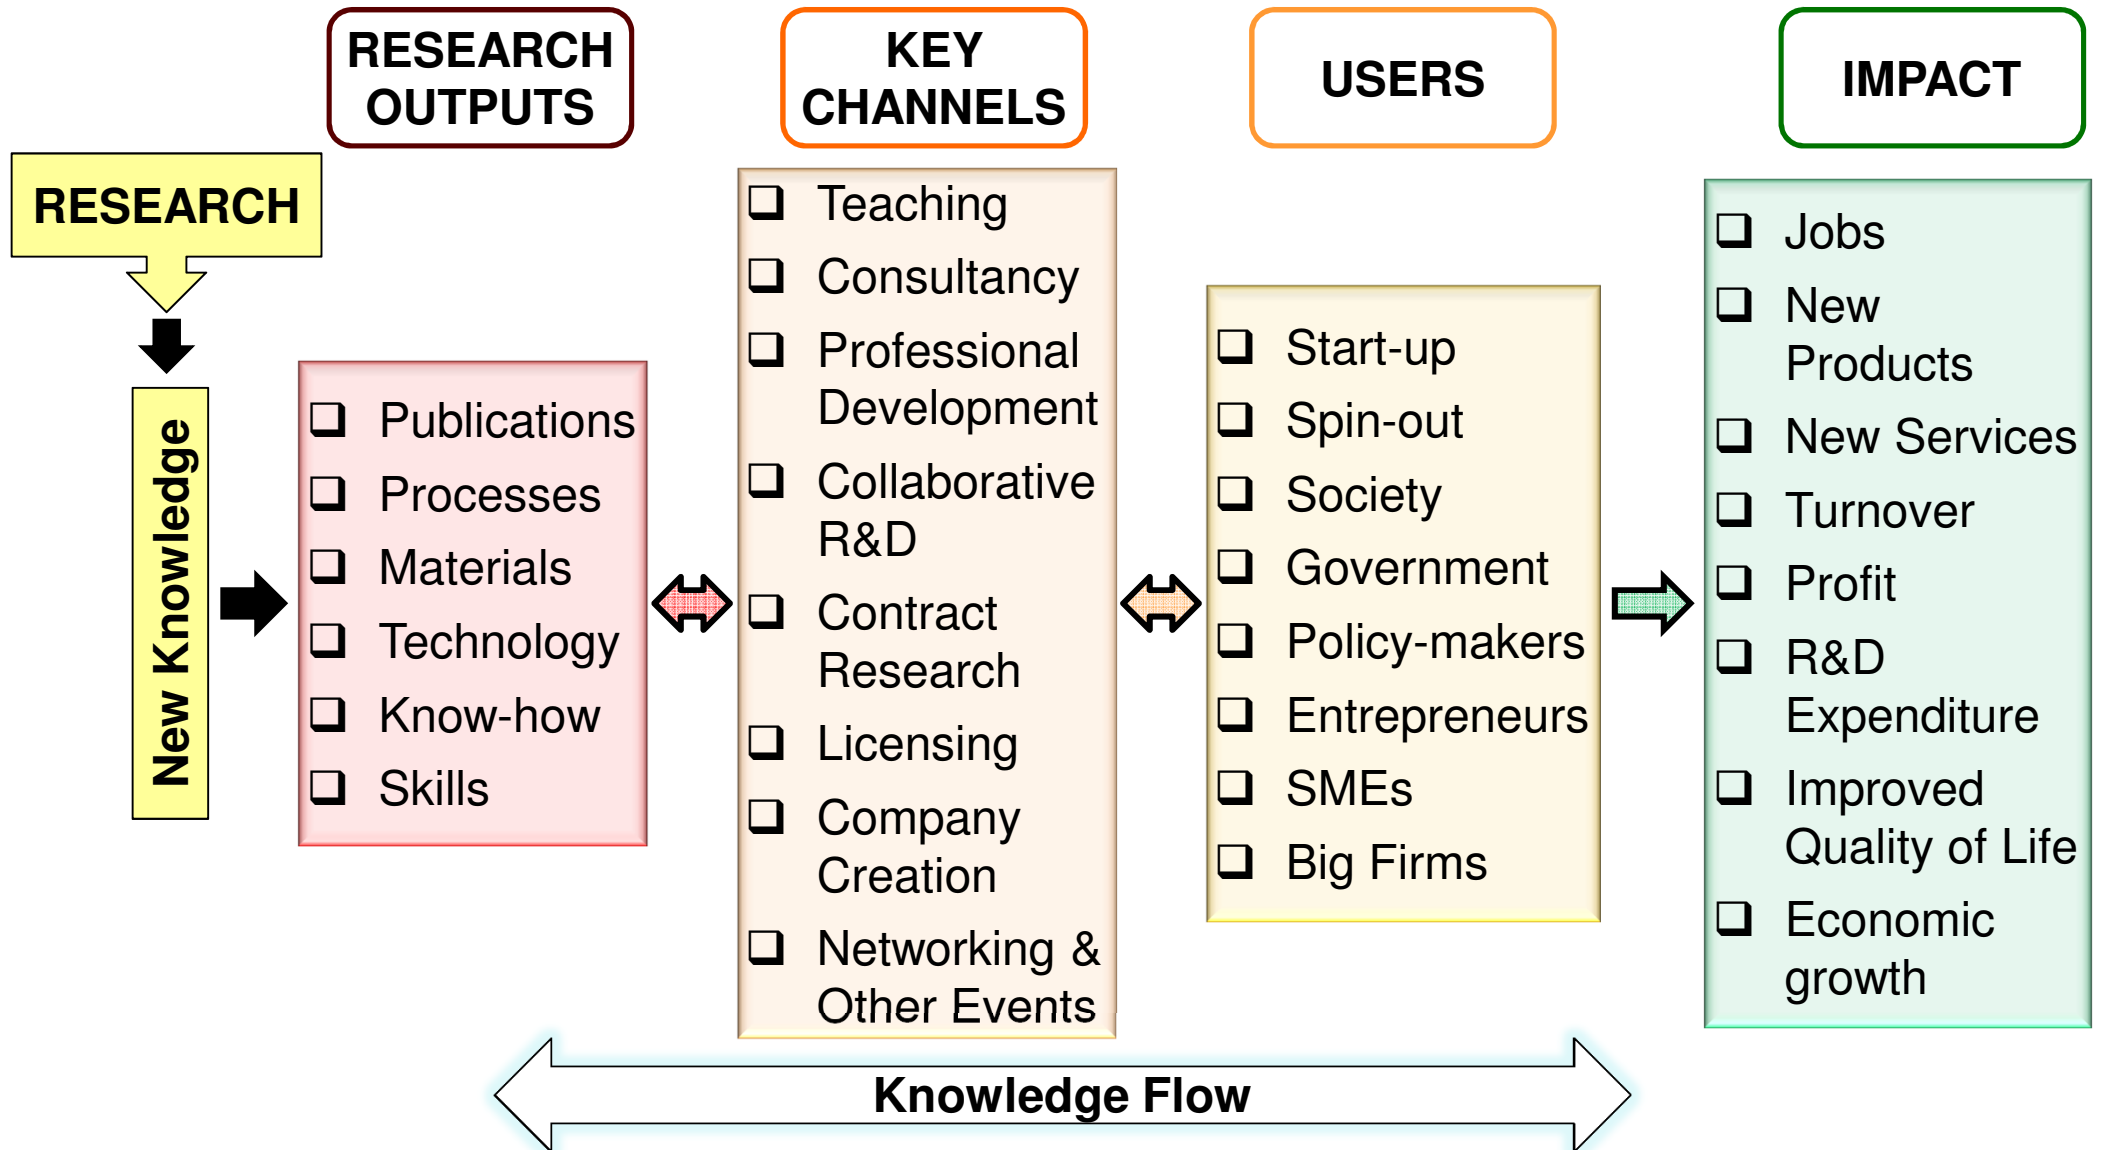 RESEARCH
OUTPUTS
KEY
CHANNELS
USERS
IMPACT
RESEARCH
New Knowledge
Publications
Processes
Materials
Technology
Know-how
Skills
Teaching
Consultancy
Professional
Development
Collaborative
R&D
Contract
Research
Licensing
Company
Creation
Networking &
Other Events
Start-up
Spin-out
Society
Government
Policy-makers
Entrepreneurs
SMEs
Big Firms
Jobs
New
Products
New Services
Turnover
Profit
R&D
Expenditure
Improved
Quality of Life
Economic
growth
Knowledge Flow